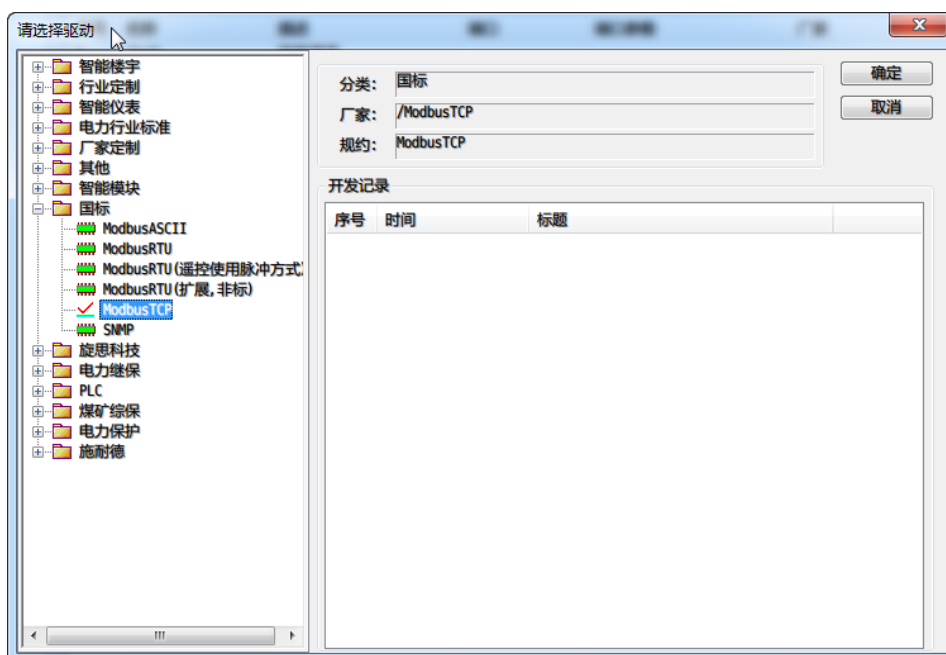 请选择驱动
智能楼宇
行业定制
智能仪表
电力行业标准
厂家定制
其他
智能模块
国标
ModbusASCII
ModbusRTU
ModbusRTU(遥控使用脉冲方式)
ModbusRTU(扩展,非标)
ModbusTCP
SNMP
旋思科技
电力继保
PLC
煤矿综保
电力保护
施耐德
分类： 国标
厂家： /ModbusTCP
规约： ModbusTCP
确定
取消
开发记录
序号 时间 标题